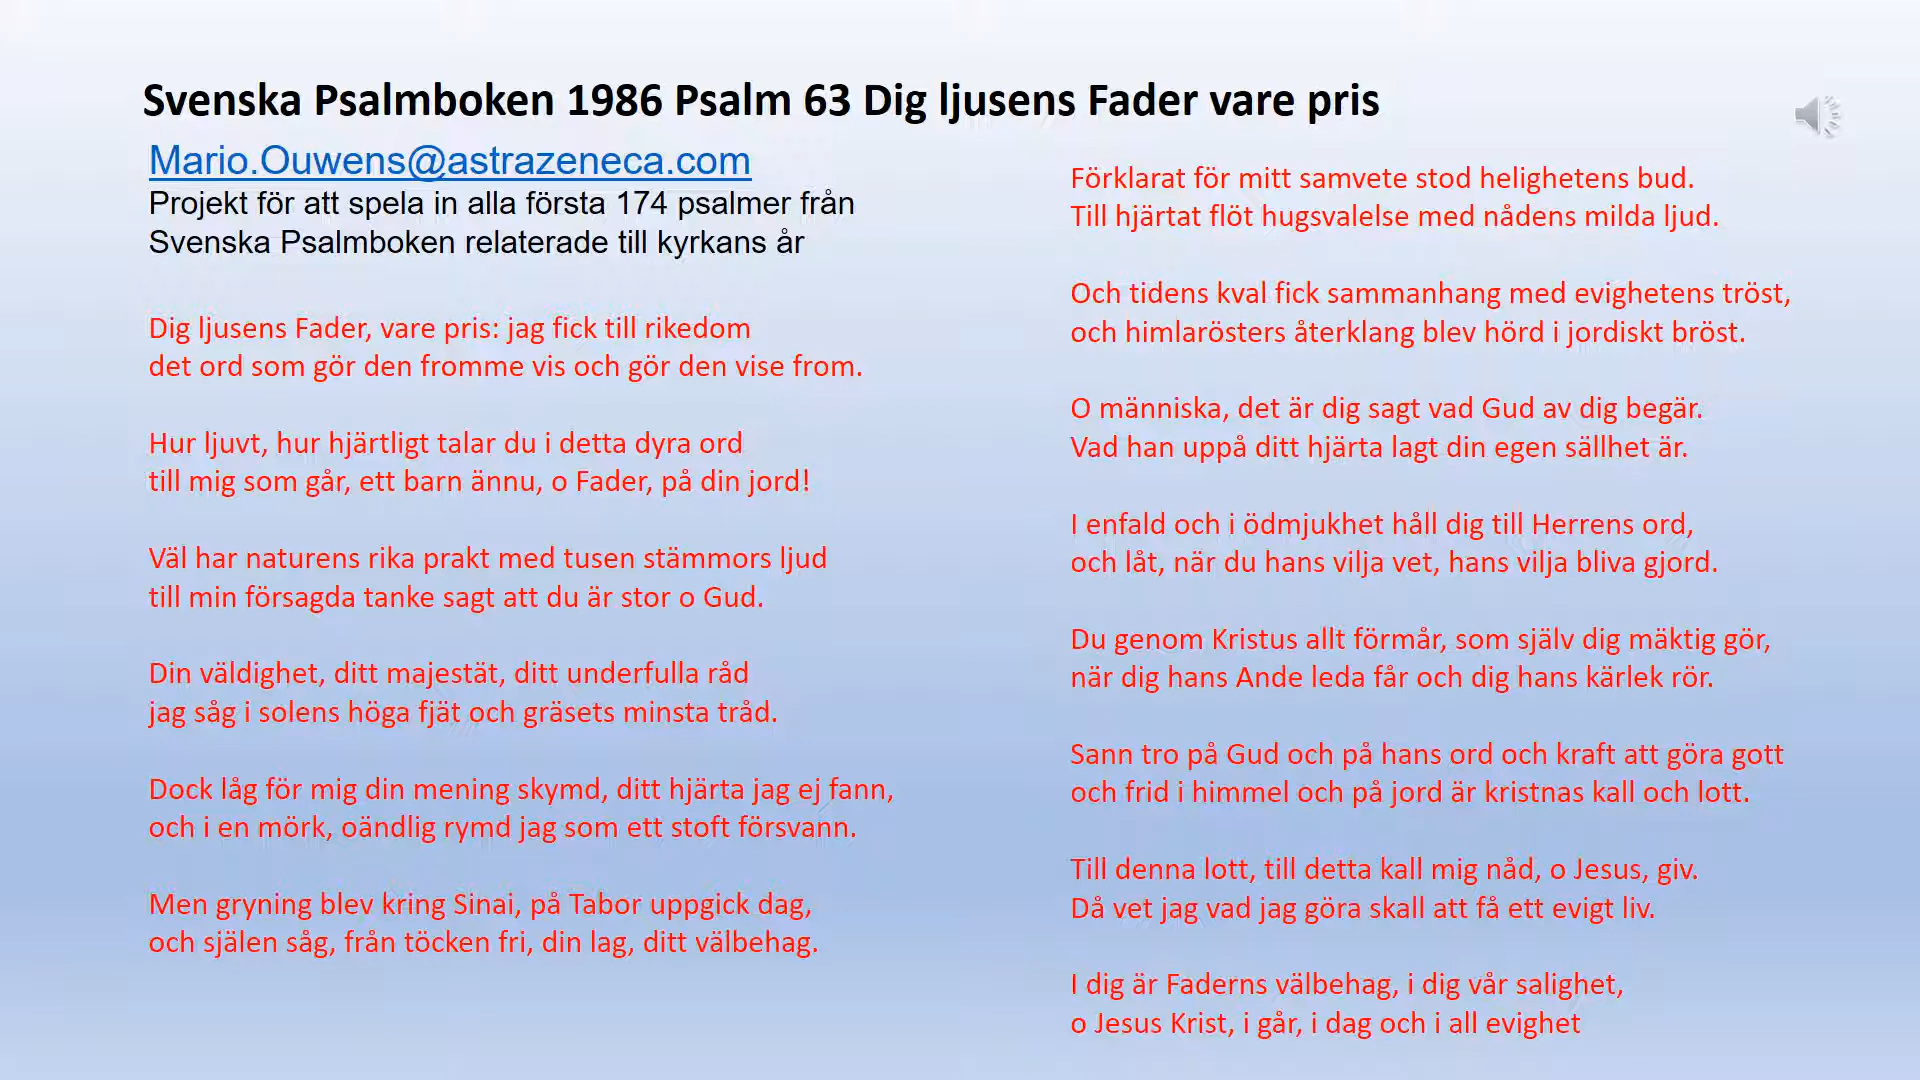 Svenska Psalmboken 1986 Psalm 63 Dig ljusens Fader vare pris
Mario.Ouwens@astrazeneca.com
Projekt för att spela in alla första 174 psalmer från
Svenska Psalmboken relaterade till kyrkans år
Dig ljusens Fader, vare pris: jag fick till rikedom
det ord som gör den fromme vis och gör den vise from.
Hur ljuvt, hur hjärtligt talar du i detta dyra ord
till mig som går, ett barn ännu, o Fader, på din jord!
Väl har naturens rika prakt med tusen stämmors ljud
till min försagda tanke sagt att du är stor o Gud.
Din väldighet, ditt majestät, ditt underfulla råd
jag såg i solens höga fjät och gräsets minsta tråd.
Dock låg för mig din mening skymd, ditt hjärta jag ej fann,
och i en mörk, oändlig rymd jag som ett stoft försvann.
Men gryning blev kring Sinai, på Tabor uppgick dag,
och själen såg, från töcken fri, din lag, ditt välbehag.
Förklarat för mitt samvete stod helighetens bud.
Till hjärtat flöt hugsvalelse med nådens milda ljud.
Och tidens kval fick sammanhang med evighetens tröst,
och himlarösters återklang blev hörd i jordiskt bröst.
O människa, det är dig sagt vad Gud av dig begär.
Vad han uppå ditt hjärta lagt din egen sällhet är.
I enfald och i ödmjukhet håll dig till Herrens ord,
och låt, när du hans vilja vet, hans vilja bliva gjord.
Du genom Kristus allt förmår, som själv dig mäktig gör,
när dig hans Ande leda får och dig hans kärlek rör.
Sann tro på Gud och på hans ord och kraft att göra gott
och frid i himmel och på jord är kristnas kall och lott.
Till denna lott, till detta kall mig nåd, o Jesus, giv.
Då vet jag vad jag göra skall att få ett evigt liv.
I dig är Faderns välbehag, i dig vår salighet,
o Jesus Krist, i går, i dag och i all evighet